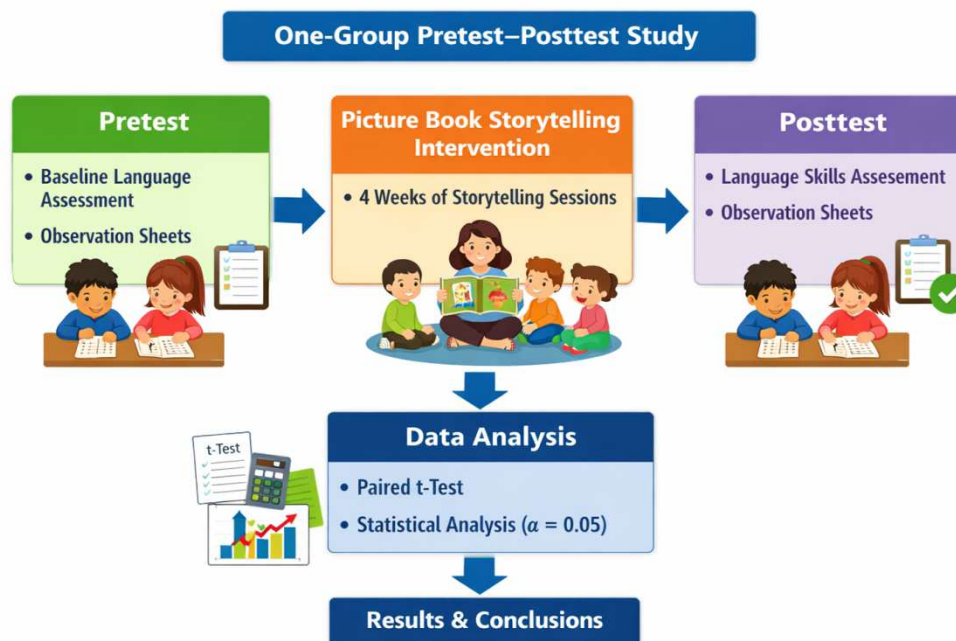 One-Group Pretest–Posttest Study
Pretest
• Baseline Language
Assessment
• Observation Sheets
Picture Book Storytelling
Intervention
• 4 Weeks of Storytelling Sessions
Posttest
• Language Skills Assesement
• Observation Sheets
t-Test
Data Analysis
• Paired t-Test
• Statistical Analysis (α = 0.05)
Results & Conclusions